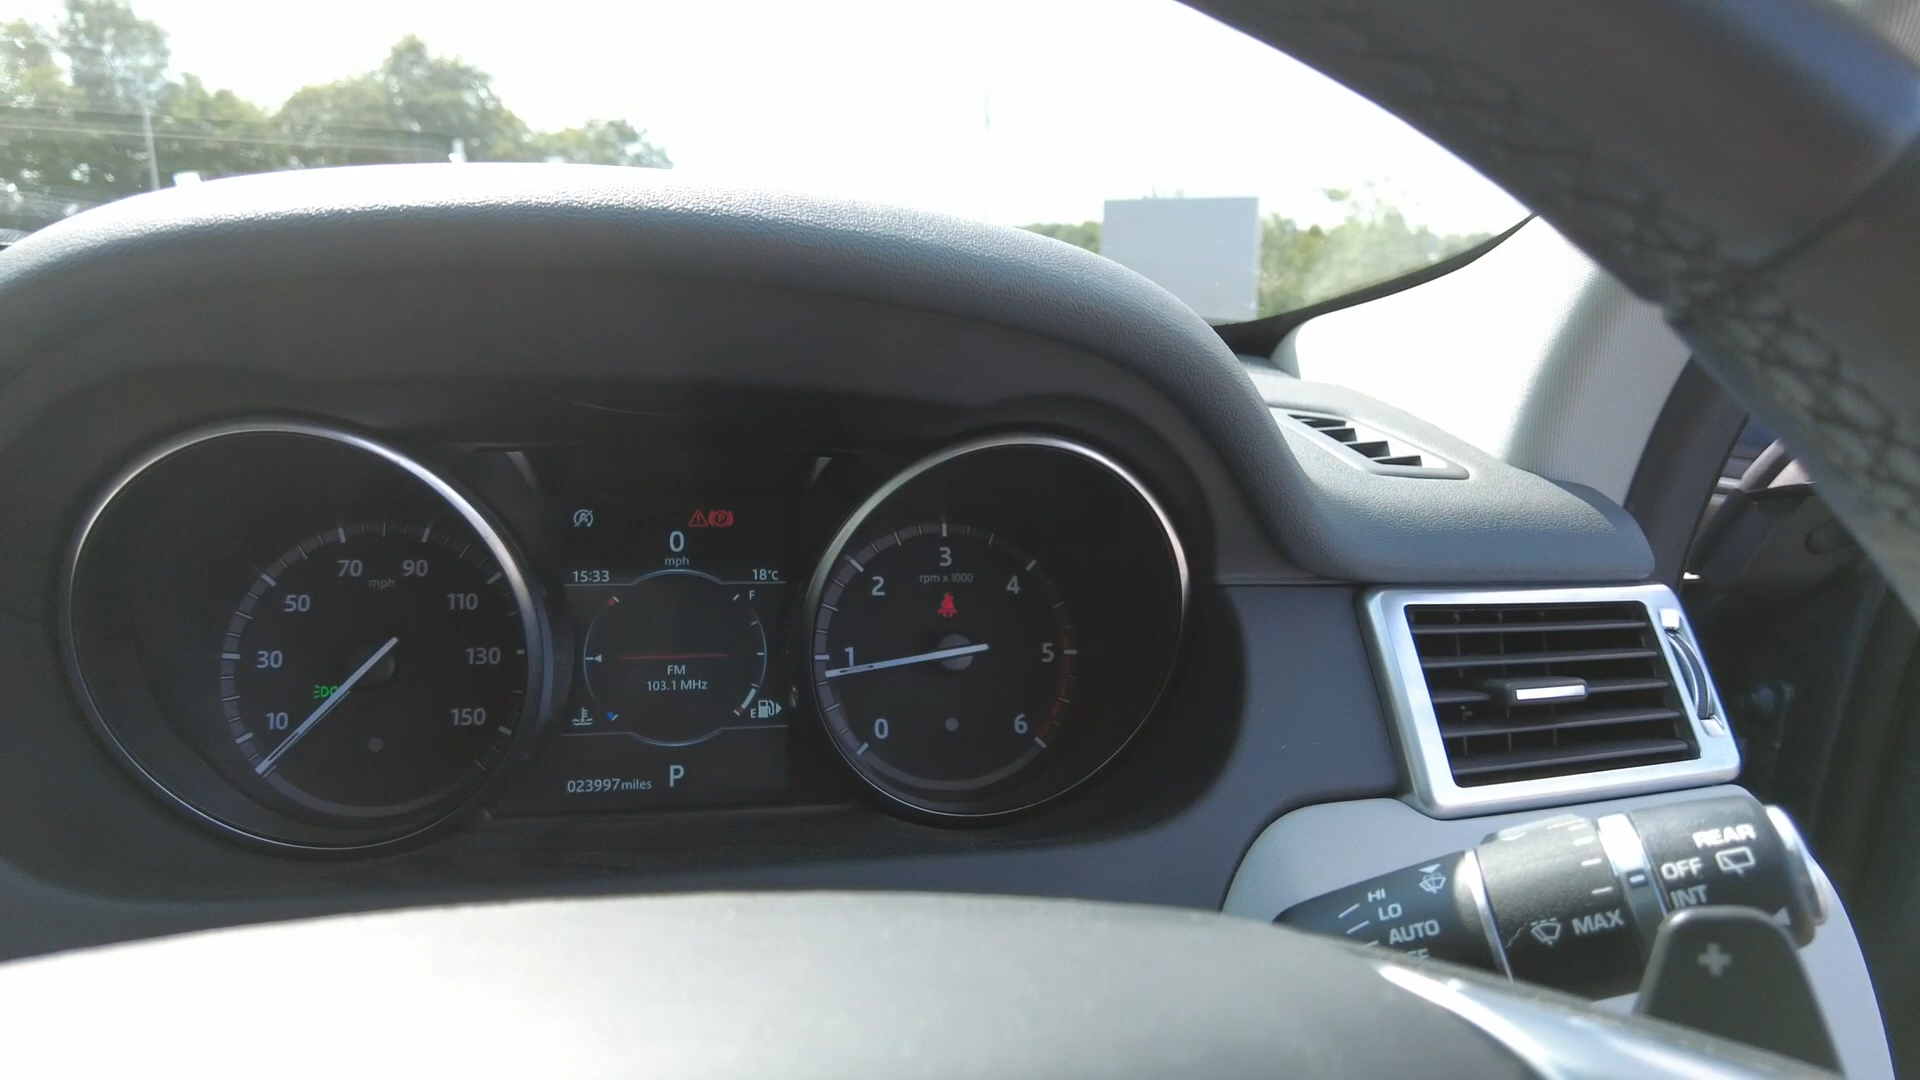 70 90
mph
50 110
30 130
10 150
0
mph
15:33 18°C
F
FM
103.1 MHz
E
023997miles P
3
rpm x 1000
2 4
1 5
0 6
P
REAR
OFF
INT
HI
LO
AUTO
MAX